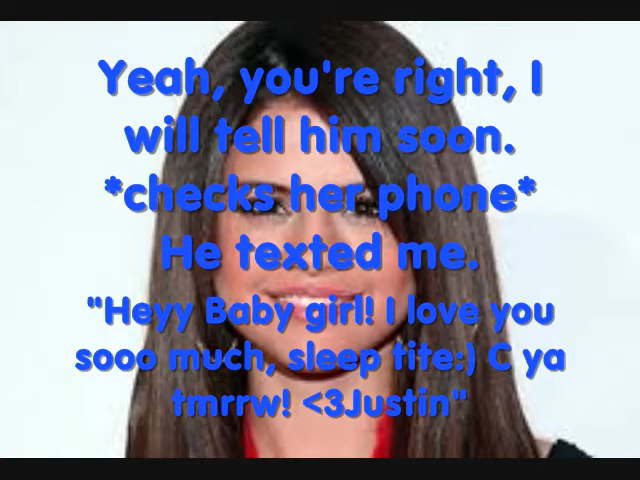 Yeah, you're right, I
will tell him soon.
*checks her phone*
He texted me.
"Heyy Baby girl! I love you
sooo much, sleep tite:) C ya
tmrrw! <3Justin"